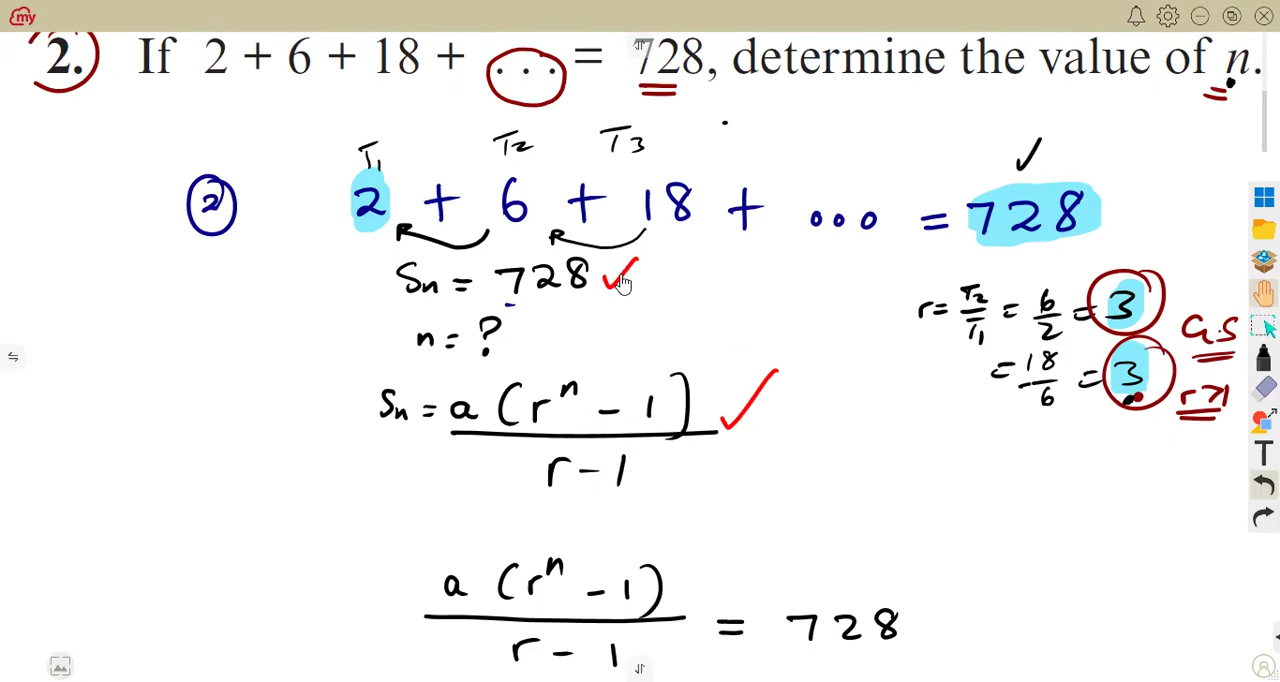 my
2. If 2 + 6 + 18 + ... = 728, determine the value of n.
T1 T2 T3
2 2 + 6 + 18 + ... = 728
Sn = 728
n = ?
r = T2/T1 = 6/2 = 3
= 18/6 = 3
G.S
r>1
Sn = a (r^n - 1)
r - 1
a (r^n - 1)
r - 1
= 728
T